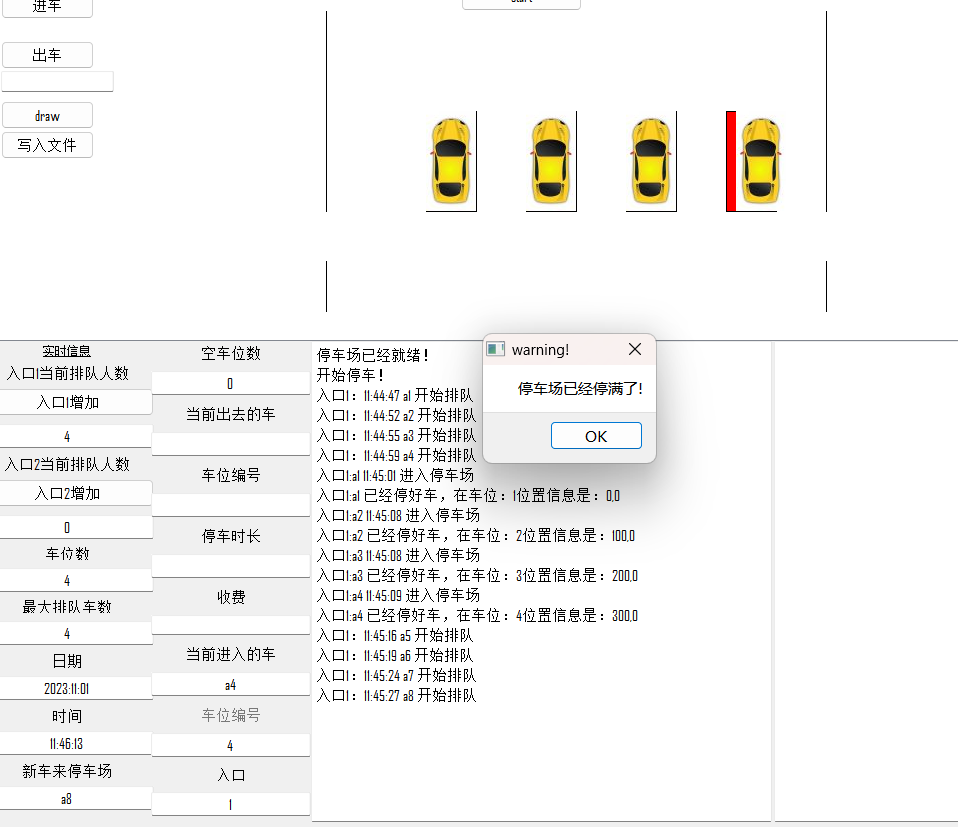 进车
start
出车
draw
写入文件
实时信息
入口1当前排队人数
入口1增加
4
入口2当前排队人数
入口2增加
0
车位数
4
最大排队车数
4
日期
2023:11:01
时间
11:46:13
新车来停车场
a8
空车位数
0
当前出去的车
车位编号
停车时长
收费
当前进入的车
a4
车位编号
4
入口
1
停车场已经就绪！
开始停车！
入口1：11:44:47 a1 开始排队
入口1：11:44:52 a2 开始排队
入口1：11:44:55 a3 开始排队
入口1：11:44:59 a4 开始排队
入口1:a1 11:45:01 进入停车场
入口1:a1 已经停好车，在车位：1位置信息是：0,0
入口1:a2 11:45:08 进入停车场
入口1:a2 已经停好车，在车位：2位置信息是：100,0
入口1:a3 11:45:08 进入停车场
入口1:a3 已经停好车，在车位：3位置信息是：200,0
入口1:a4 11:45:09 进入停车场
入口1:a4 已经停好车，在车位：4位置信息是：300,0
入口1：11:45:16 a5 开始排队
入口1：11:45:19 a6 开始排队
入口1：11:45:24 a7 开始排队
入口1：11:45:27 a8 开始排队
warning!
停车场已经停满了!
OK